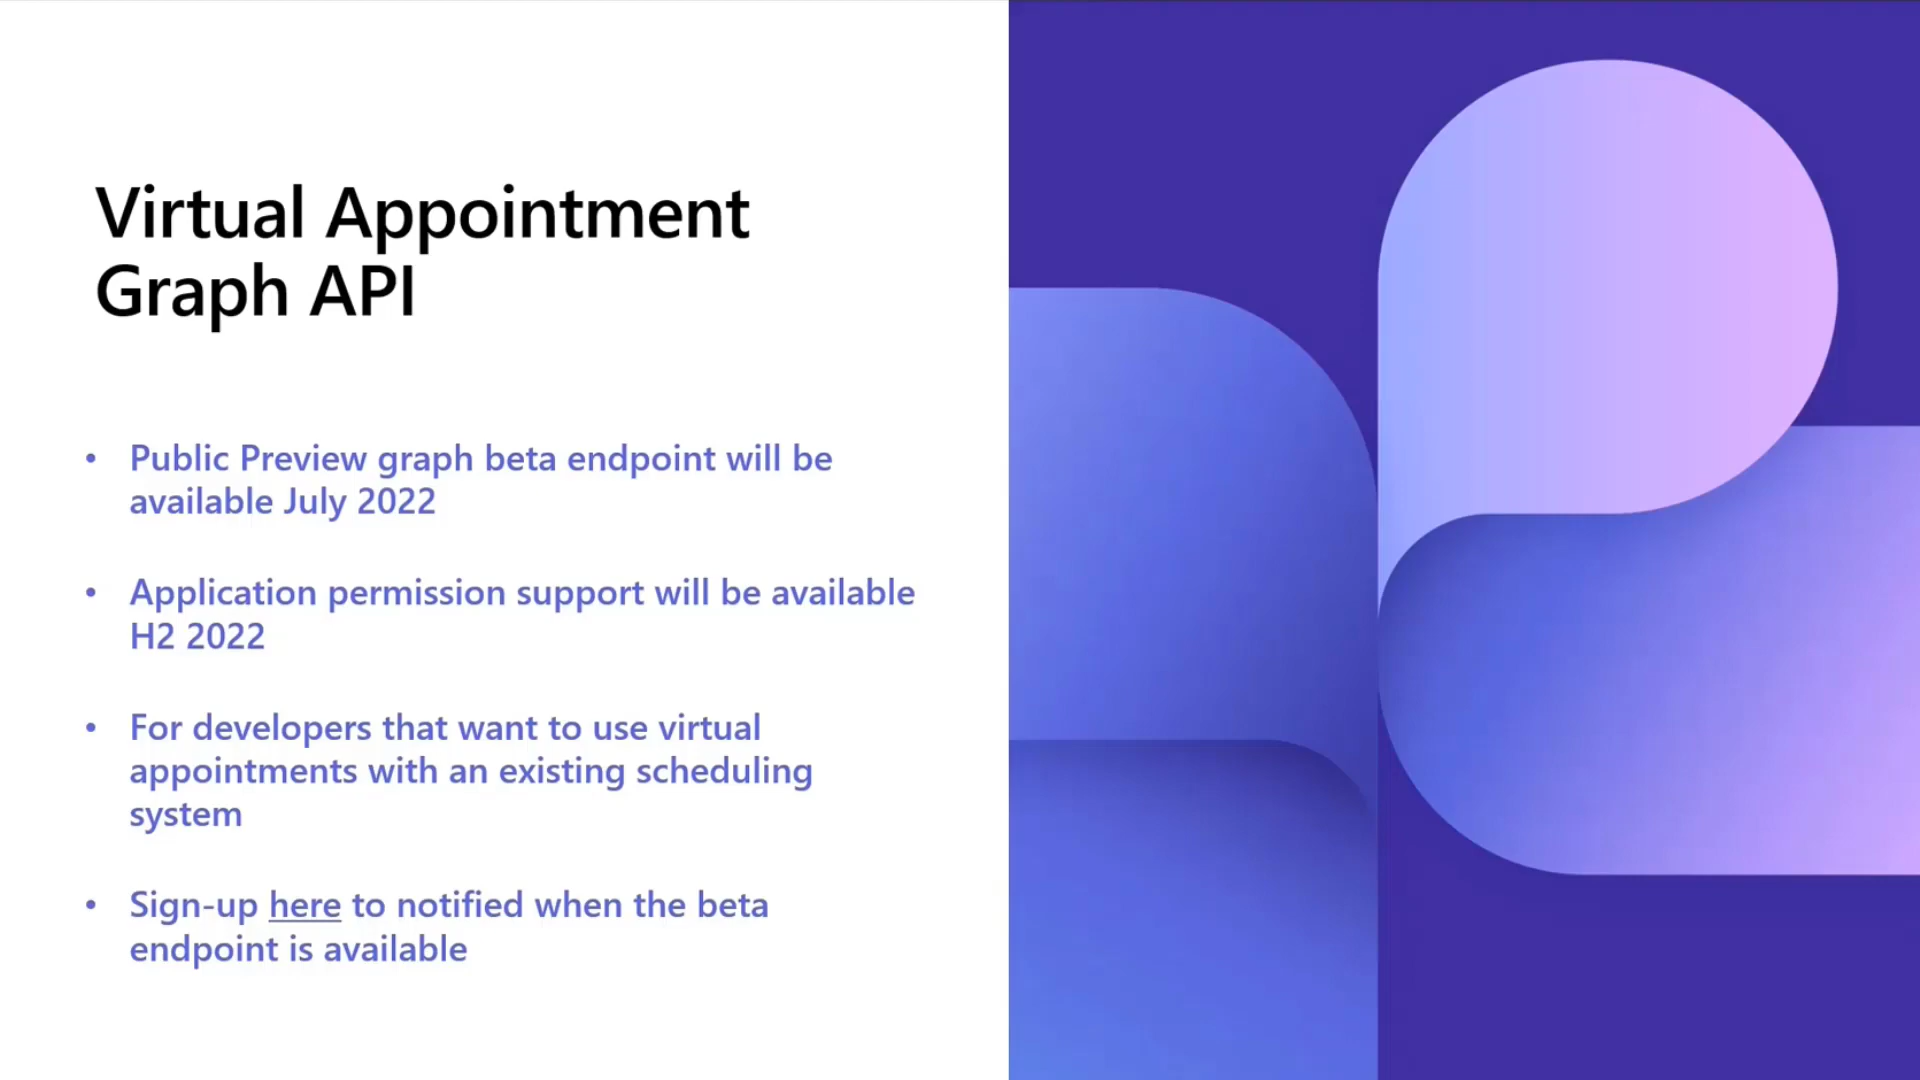 Virtual Appointment
Graph API
• Public Preview graph beta endpoint will be
available July 2022
• Application permission support will be available
H2 2022
• For developers that want to use virtual
appointments with an existing scheduling
system
• Sign-up here to notified when the beta
endpoint is available